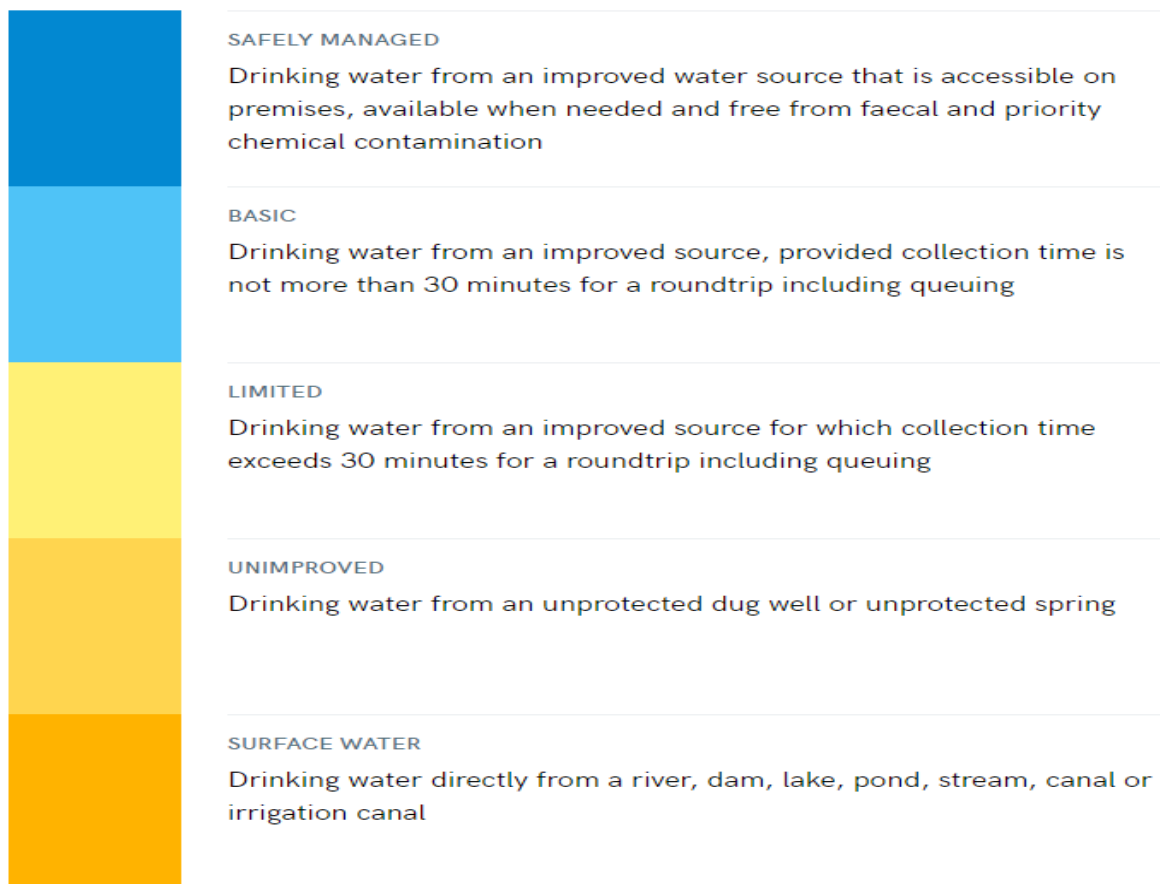 SAFELY MANAGED
Drinking water from an improved water source that is accessible on
premises, available when needed and free from faecal and priority
chemical contamination
BASIC
Drinking water from an improved source, provided collection time is
not more than 30 minutes for a roundtrip including queuing
LIMITED
Drinking water from an improved source for which collection time
exceeds 30 minutes for a roundtrip including queuing
UNIMPROVED
Drinking water from an unprotected dug well or unprotected spring
SURFACE WATER
Drinking water directly from a river, dam, lake, pond, stream, canal or
irrigation canal